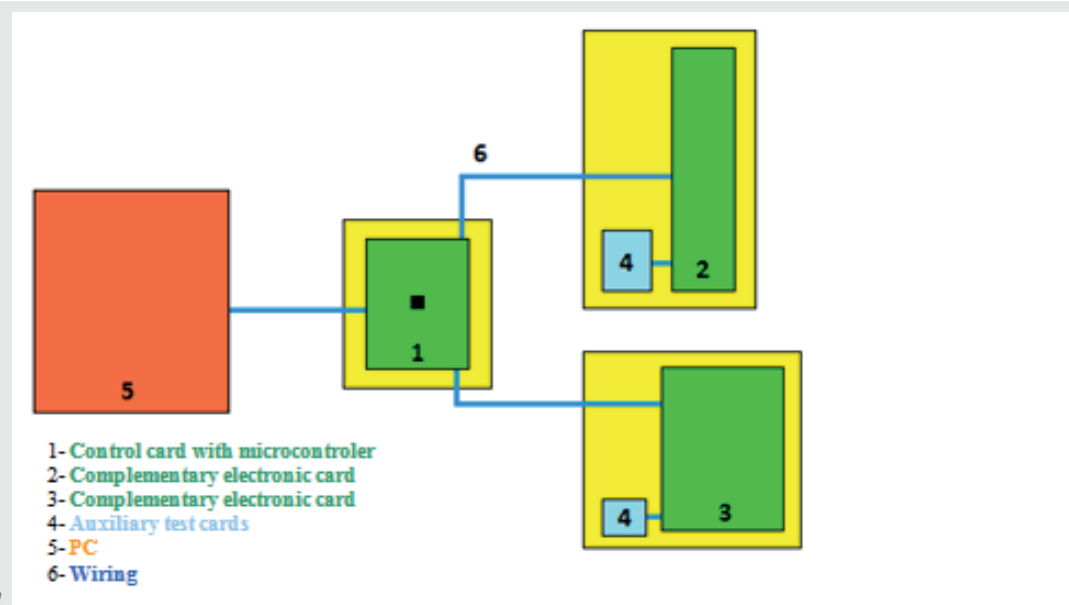 6
4
2
5
1
4
3
1- Control card with microcontroler
2- Complementary electronic card
3- Complementary electronic card
4- Auxiliary test cards
5- PC
6- Wiring